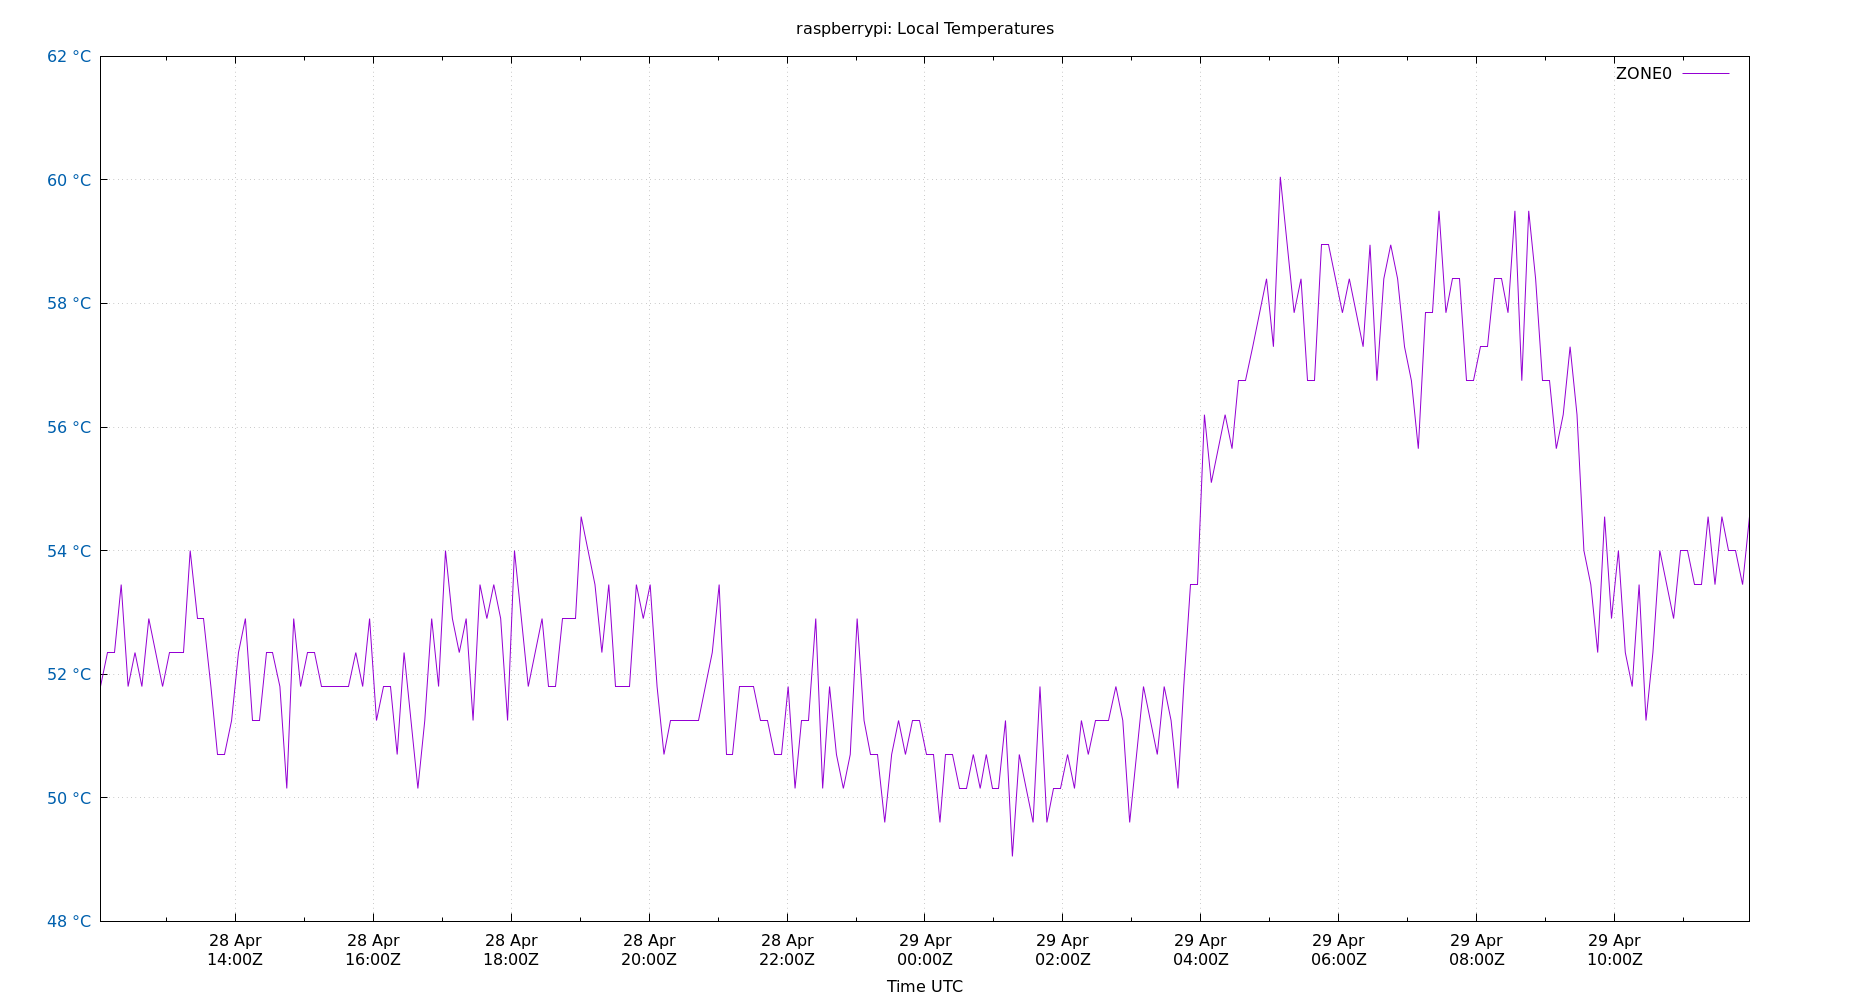 raspberrypi: Local Temperatures
62 °C
ZONE0
60 °C
58 °C
56 °C
54 °C
52 °C
50 °C
48 °C
28 Apr 28 Apr 28 Apr 28 Apr 28 Apr 29 Apr 29 Apr 29 Apr 29 Apr 29 Apr 29 Apr
14:00Z 16:00Z 18:00Z 20:00Z 22:00Z 00:00Z 02:00Z 04:00Z 06:00Z 08:00Z 10:00Z
Time UTC